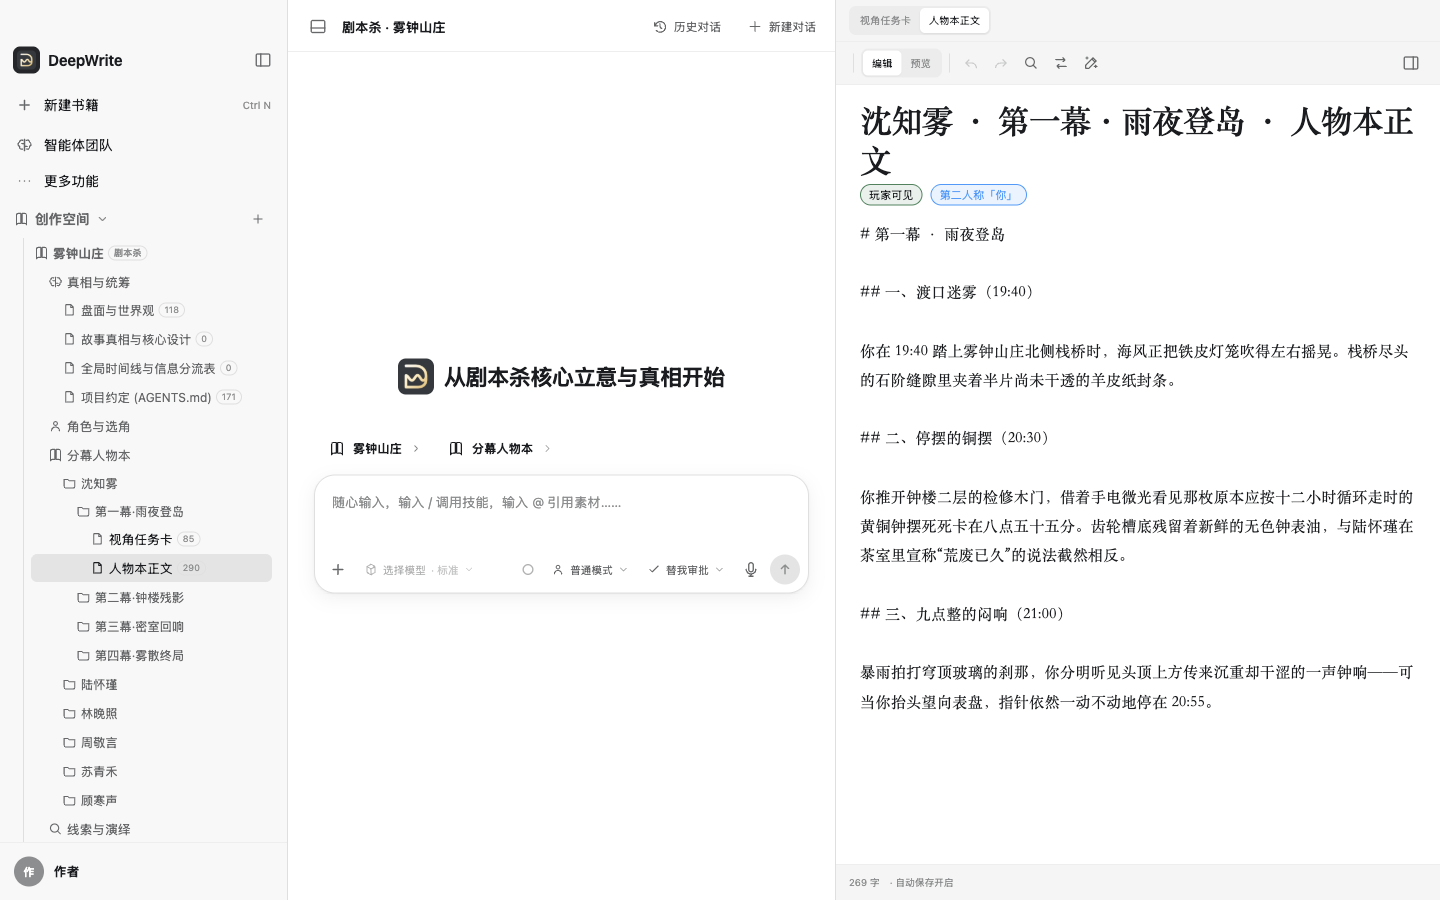 DeepWrite
新建书籍 Ctrl N
智能体团队
更多功能
创作空间
雾钟山庄 剧本杀
真相与统筹
盘面与世界观 118
故事真相与核心设计 0
全局时间线与信息分流表 0
项目约定 (AGENTS.md) 171
角色与选角
分幕人物本
沈知雾
第一幕·雨夜登岛
视角任务卡 85
人物本正文 290
第二幕·钟楼残影
第三幕·密室回响
第四幕·雾散终局
陆怀瑾
林晚照
周敬言
苏青禾
顾寒声
线索与演绎
作 作者
剧本杀 · 雾钟山庄 历史对话 新建对话
从剧本杀核心立意与真相开始
雾钟山庄 分幕人物本
随心输入，输入 / 调用技能，输入 @ 引用素材……
选择模型 · 标准 普通模式 替我审批
视角任务卡 人物本正文
编辑 预览
沈知雾 · 第一幕·雨夜登岛 · 人物本正
文
玩家可见 第二人称「你」
# 第一幕 · 雨夜登岛
## 一、渡口迷雾（19:40）
你在 19:40 踏上雾钟山庄北侧栈桥时，海风正把铁皮灯笼吹得左右摇晃。栈桥尽头
的石阶缝隙里夹着半片尚未干透的羊皮纸封条。
## 二、停摆的铜摆（20:30）
你推开钟楼二层的检修木门，借着手电微光看见那枚原本应按十二小时循环走时的
黄铜钟摆死死卡在八点五十五分。齿轮槽底残留着新鲜的无色钟表油，与陆怀瑾在
茶室里宣称“荒废已久”的说法截然相反。
## 三、九点整的闷响（21:00）
暴雨拍打穹顶玻璃的刹那，你分明听见头顶上方传来沉重却干涩的一声钟响——可
当你抬头望向表盘，指针依然一动不动地停在 20:55。
269 字 · 自动保存开启